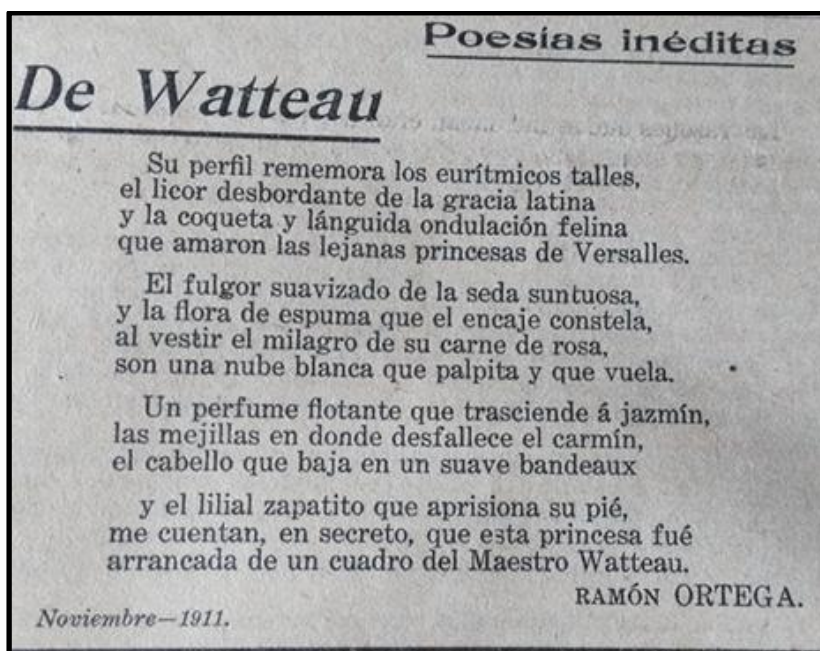 Poesías inéditas
De Watteau
Su perfil rememora los eurítmicos talles,
el licor desbordante de la gracia latina
y la coqueta y lánguida ondulación felina
que amaron las lejanas princesas de Versalles.
El fulgor suavizado de la seda suntuosa,
y la flora de espuma que el encaje constela,
al vestir el milagro de su carne de rosa,
son una nube blanca que palpita y que vuela.
Un perfume flotante que trasciende á jazmín,
las mejillas en donde desfallece el carmín,
el cabello que baja en un suave bandeaux
y el lilial zapatito que aprisiona su pié,
me cuentan, en secreto, que esta princesa fué
arrancada de un cuadro del Maestro Watteau.
RAMÓN ORTEGA.
Noviembre—1911.